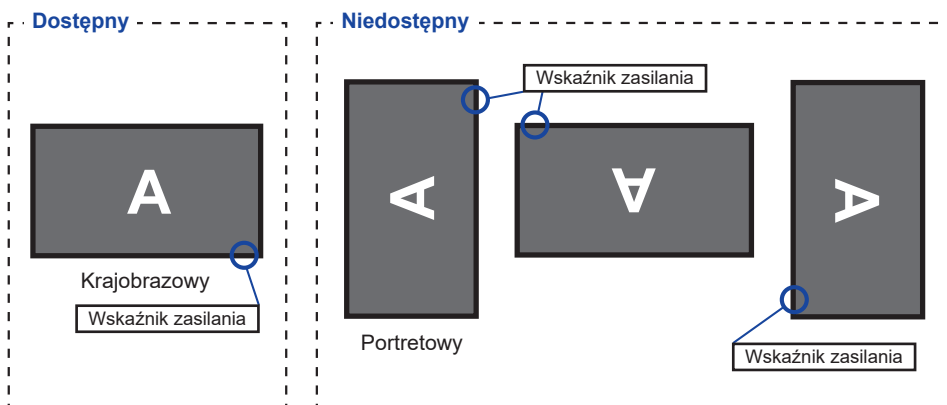 Dostępny
Niedostępny
Wskaźnik zasilania
A
A
A
A
Krajobrazowy
Wskaźnik zasilania
Portretowy
Wskaźnik zasilania